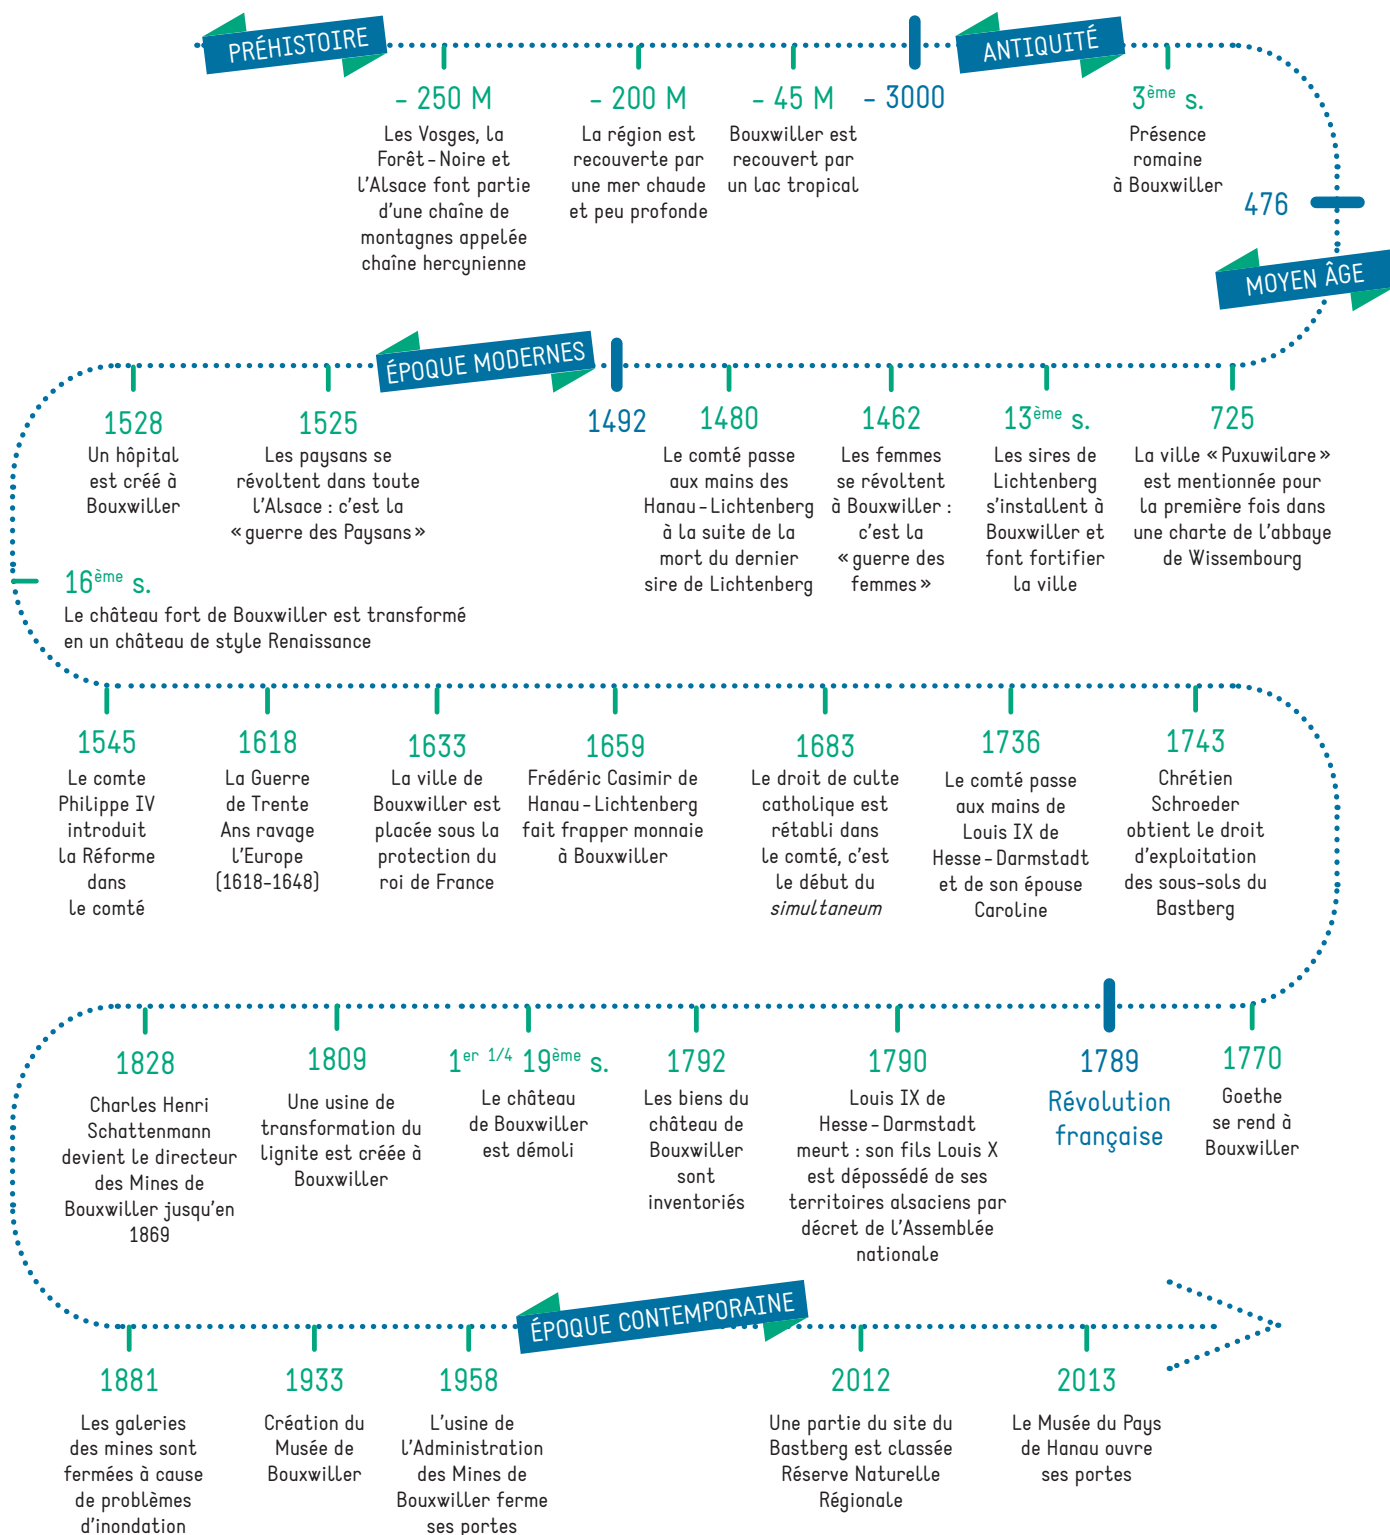 PRÉHISTOIRE
- 250 M
Les Vosges, la
Forêt-Noire et
l'Alsace font partie
d'une chaîne de
montagnes appelée
chaîne hercynienne
- 200 M
La région est
recouverte par
une mer chaude
et peu profonde
- 45 M
Bouxwiller est
recouvert par
un lac tropical
- 3000
ANTIQUITÉ
3ème s.
Présence
romaine
à Bouxwiller
476
MOYEN ÂGE
725
La ville « Puxuwilare »
est mentionnée pour
la première fois dans
une charte de l'abbaye
de Wissembourg
13ème s.
Les sires de
Lichtenberg
s'installent à
Bouxwiller et
font fortifier
la ville
1462
Les femmes
se révoltent
à Bouxwiller :
c'est la
« guerre des
femmes »
1480
Le comté passe
aux mains des
Hanau-Lichtenberg
à la suite de la
mort du dernier
sire de Lichtenberg
1492
ÉPOQUE MODERNES
1525
Les paysans se
révoltent dans toute
l'Alsace : c'est la
« guerre des Paysans »
1528
Un hôpital
est créé à
Bouxwiller
16ème s.
Le château fort de Bouxwiller est transformé
en un château de style Renaissance
1545
Le comte
Philippe IV
introduit
la Réforme
dans
le comté
1618
La Guerre
de Trente
Ans ravage
l'Europe
(1618-1648)
1633
La ville de
Bouxwiller est
placée sous la
protection du
roi de France
1659
Frédéric Casimir de
Hanau-Lichtenberg
fait frapper monnaie
à Bouxwiller
1683
Le droit de culte
catholique est
rétabli dans
le comté, c'est
le début du
simultaneum
1736
Le comté passe
aux mains de
Louis IX de
Hesse-Darmstadt
et de son épouse
Caroline
1743
Chrétien
Schroeder
obtient le droit
d'exploitation
des sous-sols du
Bastberg
1770
Goethe
se rend à
Bouxwiller
1789
Révolution
française
1790
Louis IX de
Hesse-Darmstadt
meurt : son fils Louis X
est dépossédé de ses
territoires alsaciens par
décret de l'Assemblée
nationale
1792
Les biens du
château de
Bouxwiller
sont
inventoriés
1er 1/4 19ème s.
Le château
de Bouxwiller
est démoli
1809
Une usine de
transformation du
lignite est créée à
Bouxwiller
1828
Charles Henri
Schattenmann
devient le directeur
des Mines de
Bouxwiller jusqu'en
1869
1881
Les galeries
des mines sont
fermées à cause
de problèmes
d'inondation
1933
Création du
Musée de
Bouxwiller
1958
L'usine de
l'Administration
des Mines de
Bouxwiller ferme
ses portes
ÉPOQUE CONTEMPORAINE
2012
Une partie du site du
Bastberg est classée
Réserve Naturelle
Régionale
2013
Le Musée du Pays
de Hanau ouvre
ses portes